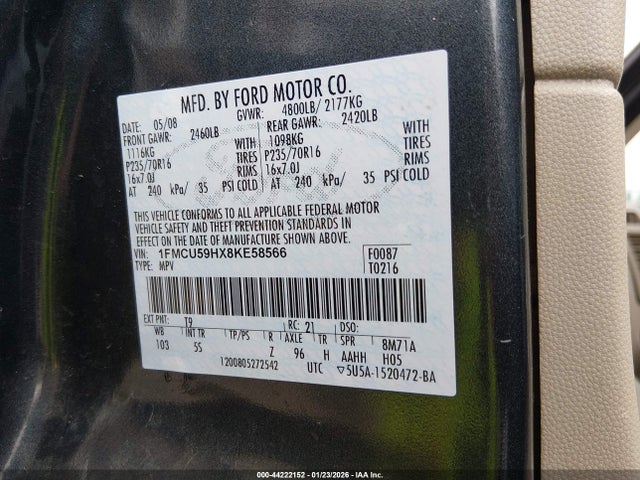 MFD. BY FORD MOTOR CO.
DATE: 05/08 GVWR: 4800LB/ 2177KG
FRONT GAWR: 2460LB REAR GAWR: 2420LB
1116KG WITH 1098KG WITH
P235/70R16 TIRES P235/70R16 TIRES
16x7.0J RIMS 16x7.0J RIMS
AT 240 kPa/ 35 PSI COLD AT 240 kPa/ 35 PSI COLD
THIS VEHICLE CONFORMS TO ALL APPLICABLE FEDERAL MOTOR
VEHICLE SAFETY AND THEFT PREVENTION STANDARDS IN
EFFECT ON THE DATE OF MANUFACTURE SHOWN ABOVE.
VIN: 1FMCU59HX8KE58566 F0087
TYPE: MPV T0216
EXT PNT: T9 RC: 21 DSO:
WB INT TR TP/PS R AXLE TR SPR 8M71A
103 5S Z 96 H AAHH H05
1200805272542 UTC ▽5U5A-1520472-BA
Ford
000-44222152 | 01/23/2026 | IAA Inc.